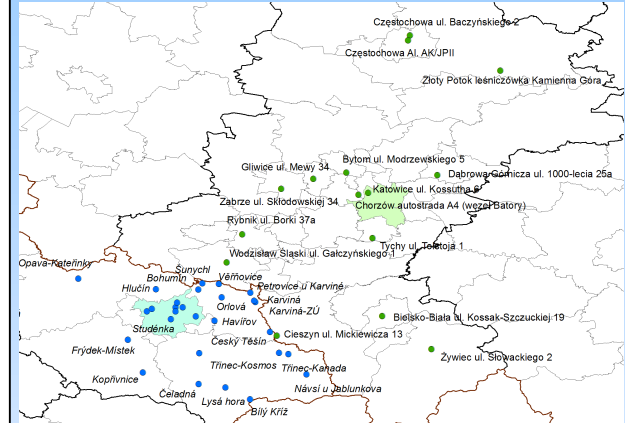 Częstochowa ul. Baczyńskiego 2
Częstochowa Al. AK/JPII
Złoty Potok leśniczówka Kamienna Góra
Bytom ul. Modrzewskiego 5
Gliwice ul. Mewy 34
Dąbrowa Górnicza ul. 1000-lecia 25a
Katowice ul. Kossutha 6
Zabrze ul. Skłodowskiej 34
Chorzów autostrada A4 (węzeł Batory)
Rybnik ul. Borki 37a
Tychy ul. Tołstoja 1
Wodzisław Śląski ul. Gałczyńskiego 1
Opava-Kateřinky
Šunychl
Bohumín
Věřňovice
Hlučín
Petrovice u Karviné
Karviná
Orlová
Karviná-ZÚ
Havířov
Bielsko-Biała ul. Kossak-Szczuckiej 19
Studénka
Cieszyn ul. Mickiewicza 13
Český Těšín
Frýdek-Místek
Żywiec ul. Słowackiego 2
Třinec-Kosmos
Třinec-Kanada
Kopřivnice
Návsí u Jablunkova
Čeladná
Lysá hora
Bílý Kříž